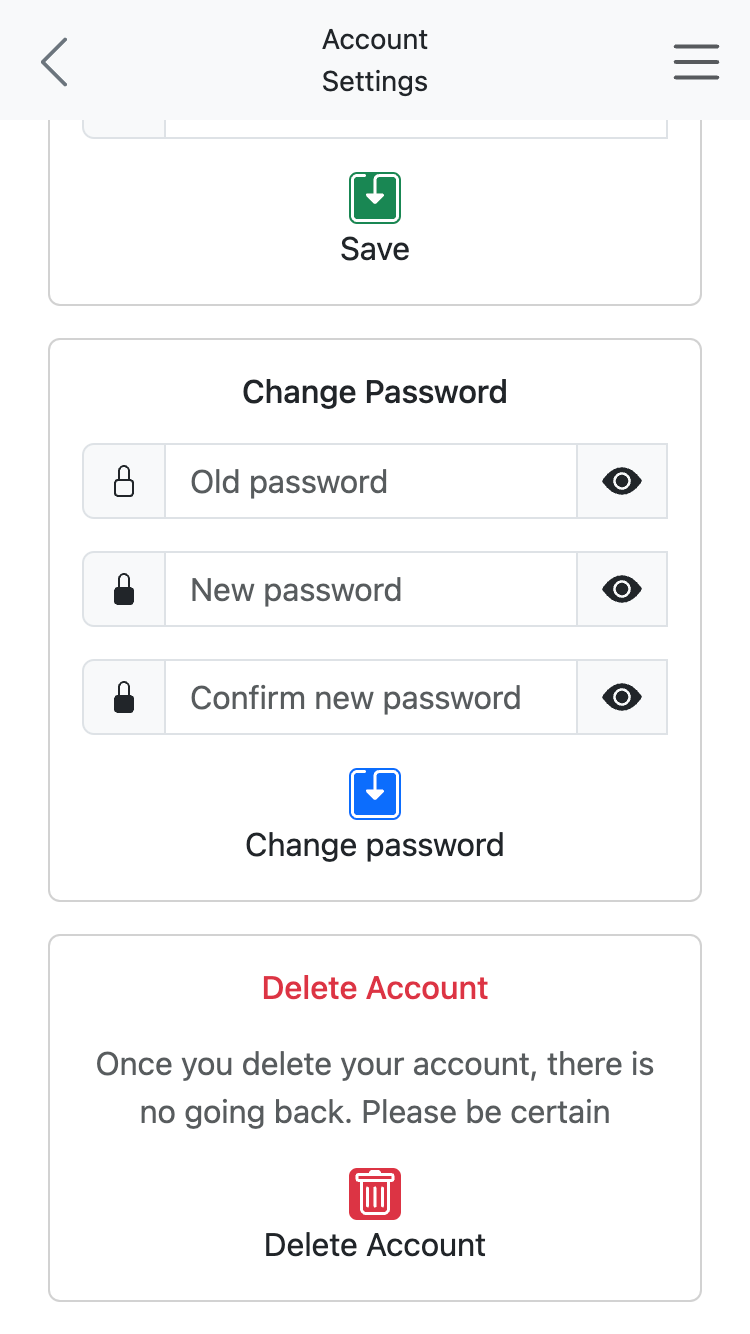 Account
Settings
Save
Change Password
Old password
New password
Confirm new password
Change password
Delete Account
Once you delete your account, there is
no going back. Please be certain
Delete Account